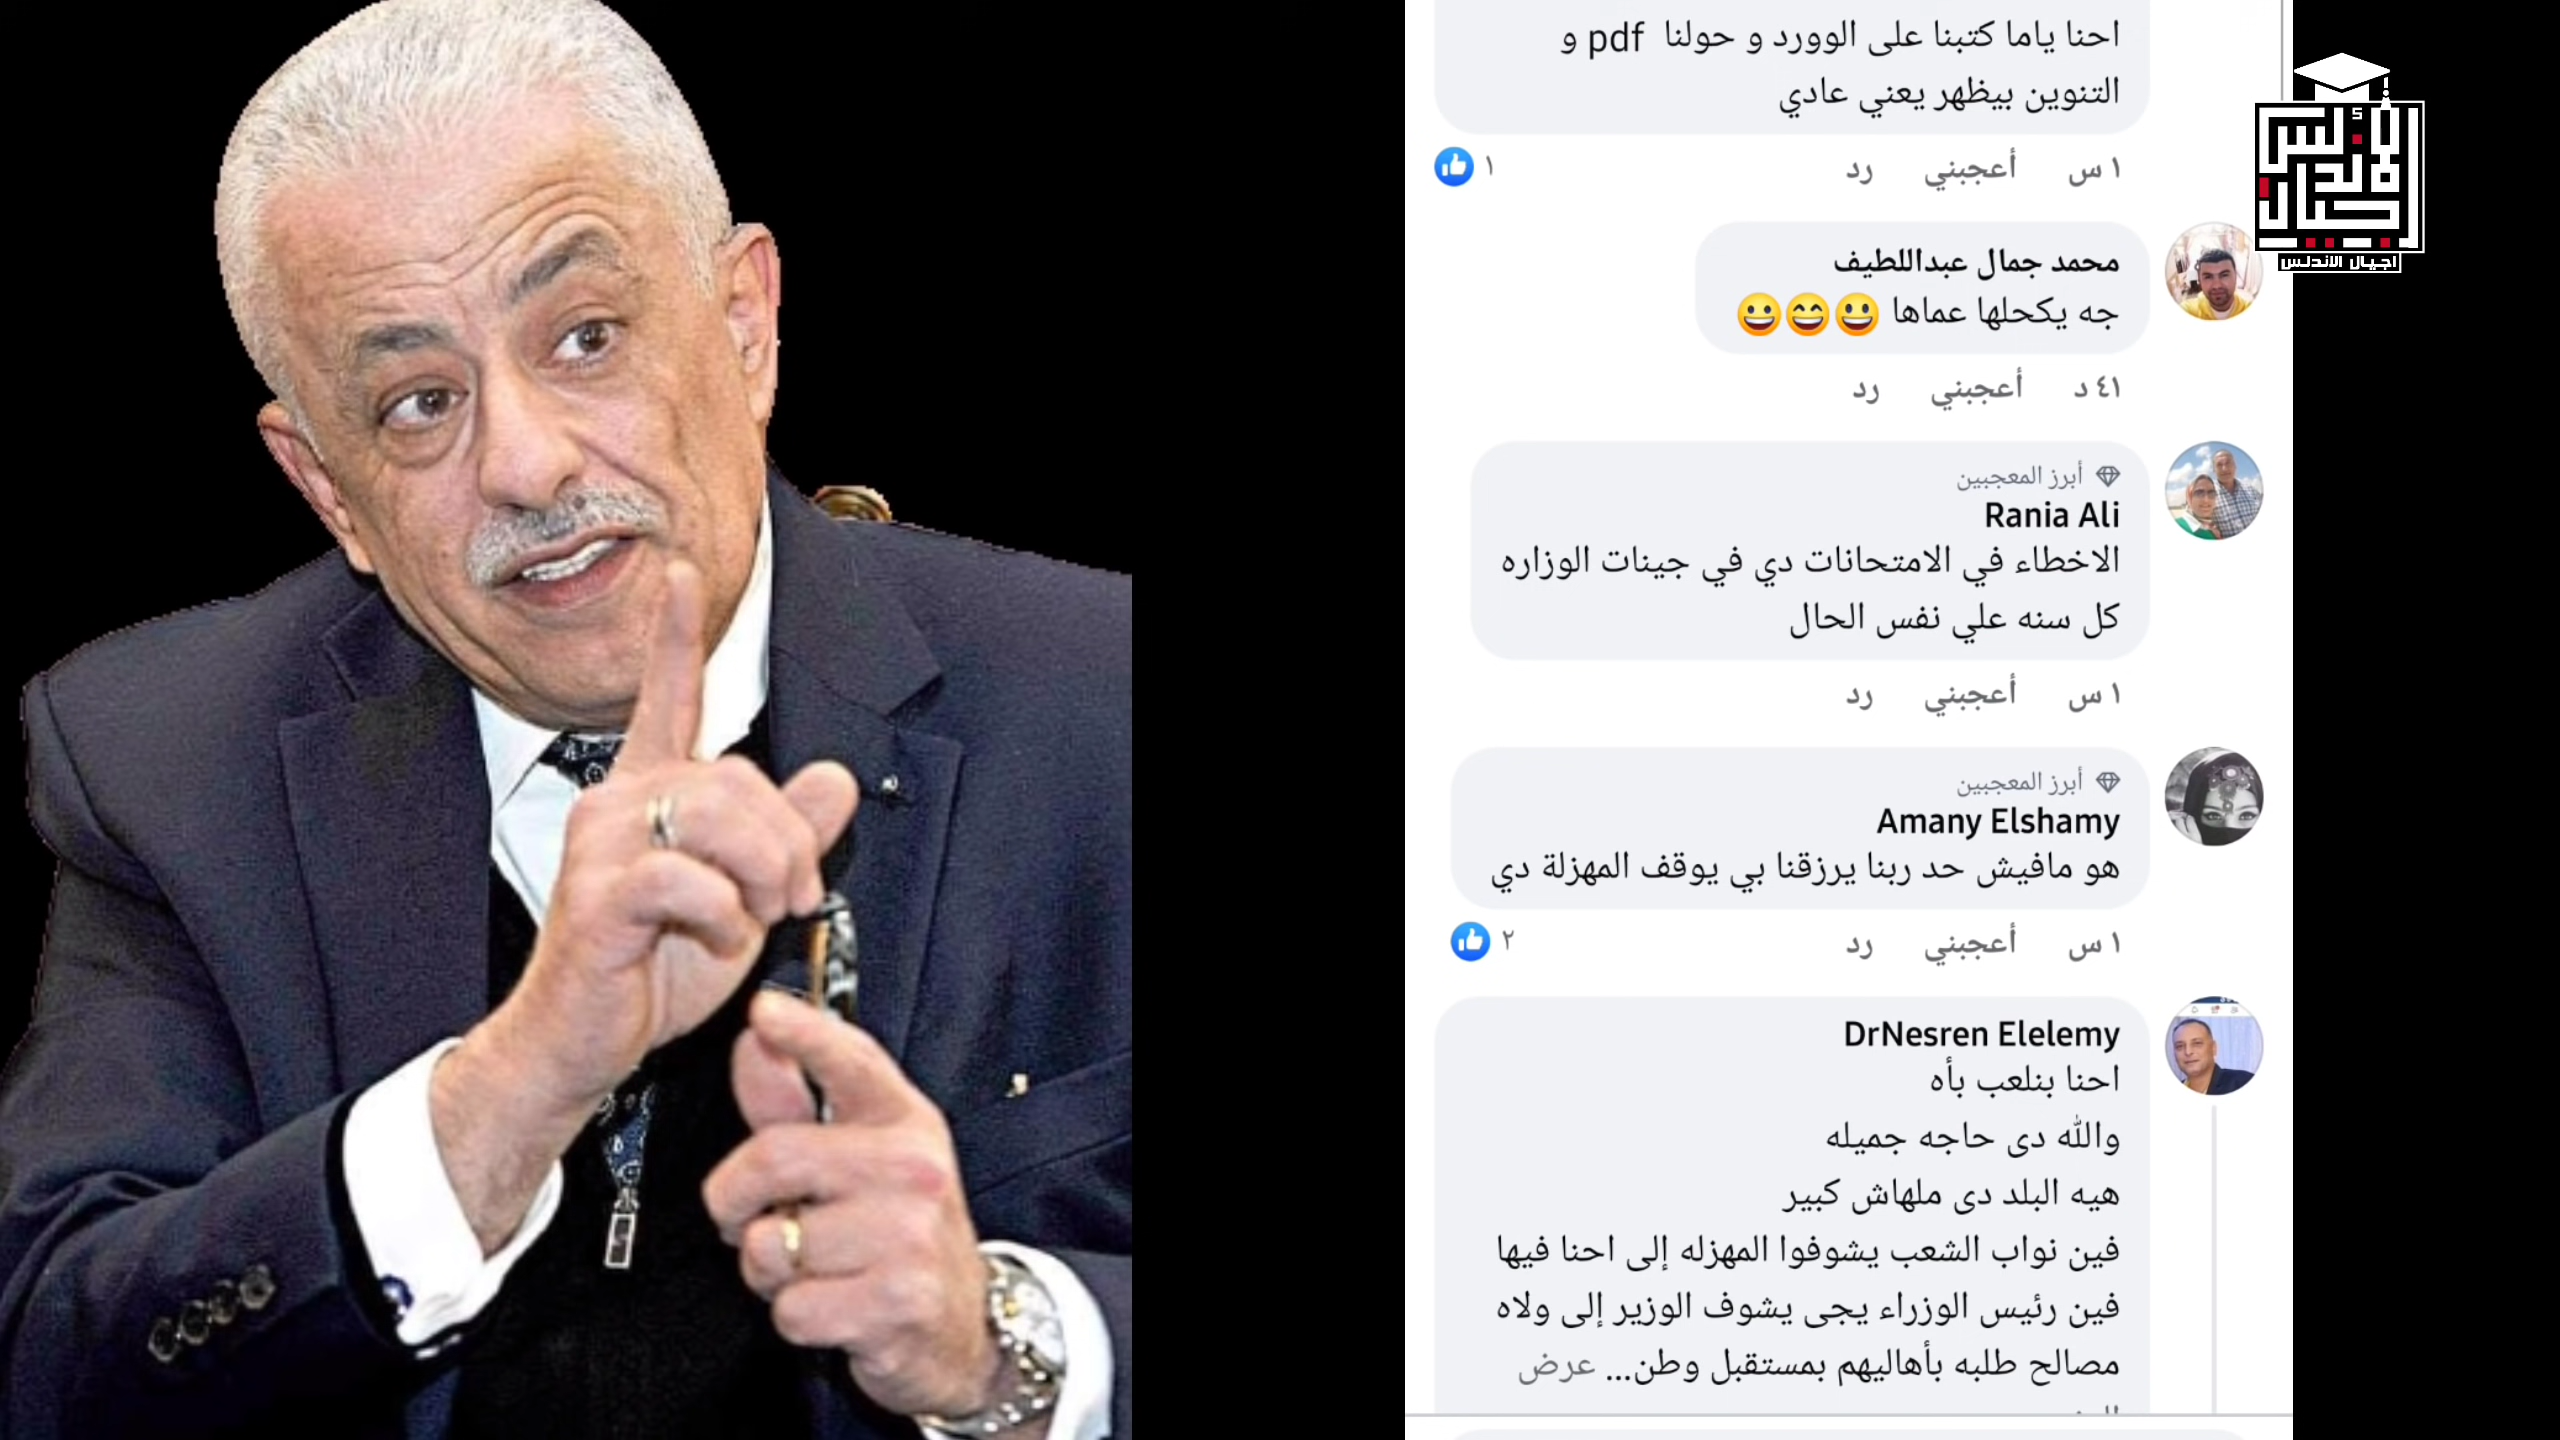 احنا ياما كتبنا على الوورد و حولنا pdf و
التنوين بيظهر يعني عادي
١ س أعجبني رد ١
محمد جمال عبداللطيف
جه يكحلها عماها 😃😄😀
٤١ د أعجبني رد
أبرز المعجبين
Rania Ali
الاخطاء في الامتحانات دي في جينات الوزاره
كل سنه علي نفس الحال
١ س أعجبني رد
أبرز المعجبين
Amany Elshamy
هو مافيش حد ربنا يرزقنا بي يوقف المهزلة دي
١ س أعجبني رد ٢
DrNesren Elelemy
احنا بنلعب بأه
والله دى حاجه جميله
هيه البلد دى ملهاش كبير
فين نواب الشعب يشوفوا المهزله إلى احنا فيها
فين رئيس الوزراء يجى يشوف الوزير إلى ولاه
مصالح طلبه بأهاليهم بمستقبل وطن... عرض
أجيال الأندلس
اجيال الاندلس